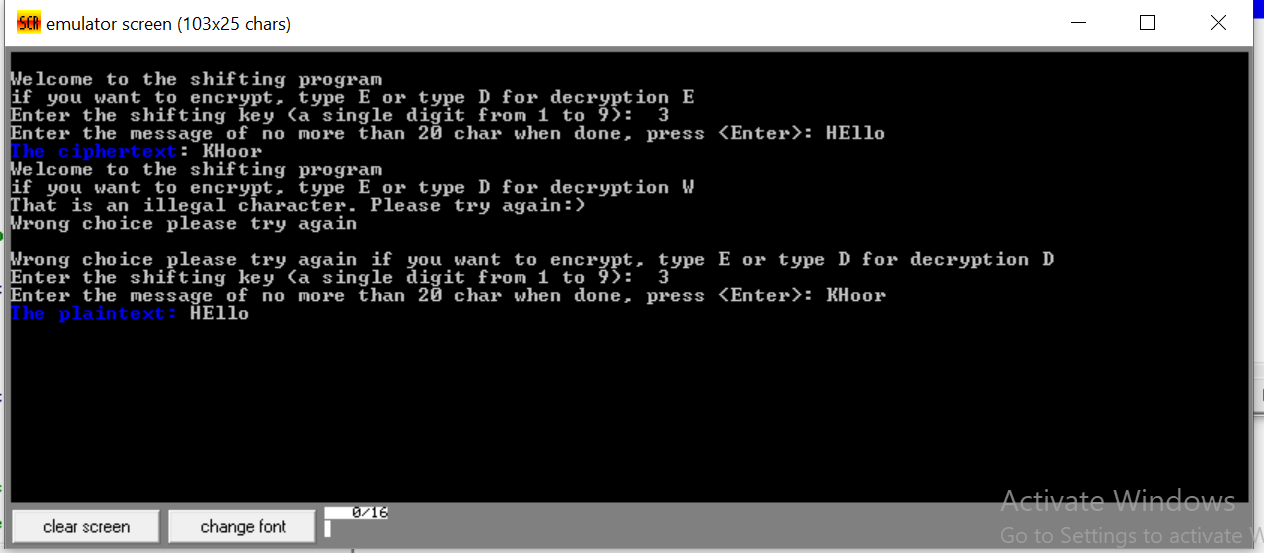 SCR emulator screen (103x25 chars)
Welcome to the shifting program
if you want to encrypt, type E or type D for decryption E
Enter the shifting key (a single digit from 1 to 9):  3
Enter the message of no more than 20 char when done, press <Enter>: HEllo
The ciphertext: KHoor
Welcome to the shifting program
if you want to encrypt, type E or type D for decryption W
That is an illegal character. Please try again:)
Wrong choice please try again
Wrong choice please try again if you want to encrypt, type E or type D for decryption D
Enter the shifting key (a single digit from 1 to 9):  3
Enter the message of no more than 20 char when done, press <Enter>: KHoor
The plaintext: HEllo
Activate Windows
Go to Settings to activate W
clear screen change font 0/16